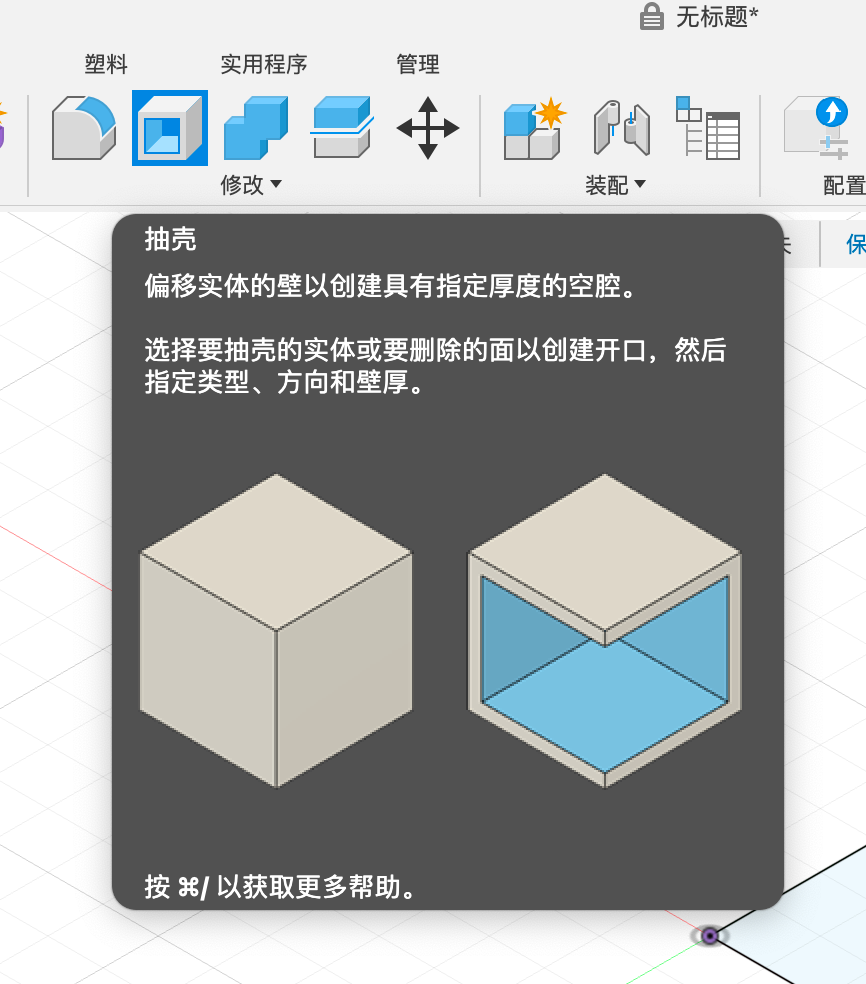 无标题*
塑料 实用程序 管理
修改 装配 配置
保
抽壳
偏移实体的壁以创建具有指定厚度的空腔。
选择要抽壳的实体或要删除的面以创建开口，然后
指定类型、方向和壁厚。
按 ⌘/ 以获取更多帮助。